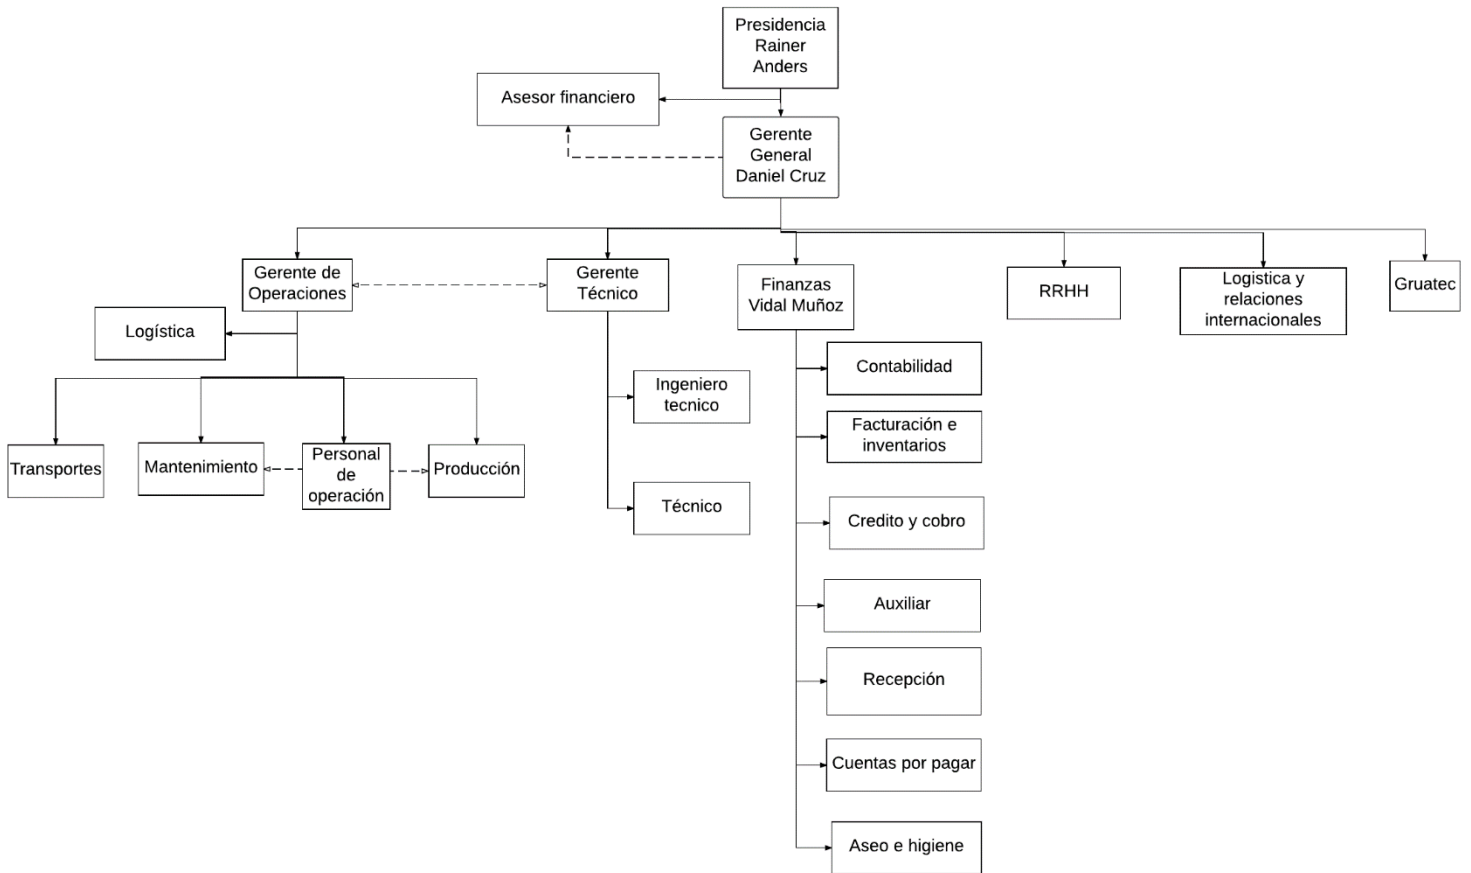 Presidencia
Rainer
Anders
Asesor financiero
Gerente
General
Daniel Cruz
Gerente de
Operaciones
Gerente
Técnico
Finanzas
Vidal Muñoz
RRHH
Logistica y
relaciones
internacionales
Gruatec
Logística
Contabilidad
Ingeniero
tecnico
Facturación e
inventarios
Transportes
Mantenimiento
Personal
de
operación
Producción
Técnico
Credito y cobro
Auxiliar
Recepción
Cuentas por pagar
Aseo e higiene